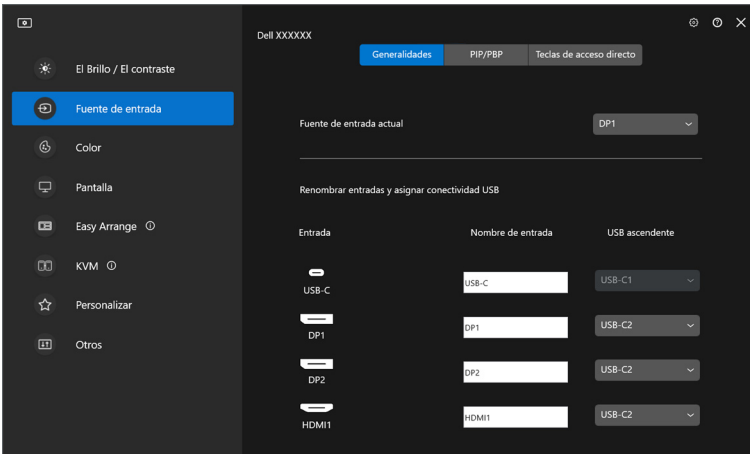 Dell XXXXXX
Generalidades PIP/PBP Teclas de acceso directo
El Brillo / El contraste
Fuente de entrada
Color
Pantalla
Easy Arrange
KVM
Personalizar
Otros
Fuente de entrada actual DP1
Renombrar entradas y asignar conectividad USB
Entrada Nombre de entrada USB ascendente
USB-C USB-C USB-C1
DP1 DP1 USB-C2
DP2 DP2 USB-C2
HDMI1 HDMI1 USB-C2